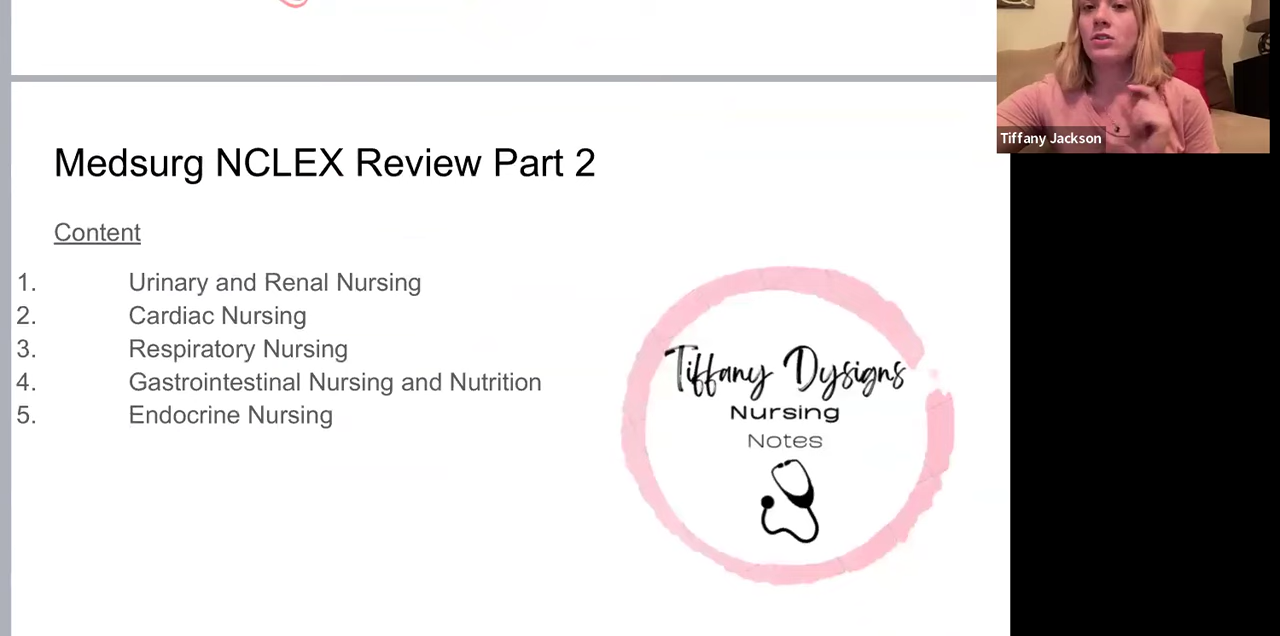 Medsurg NCLEX Review Part 2
Content
1. Urinary and Renal Nursing
2. Cardiac Nursing
3. Respiratory Nursing
4. Gastrointestinal Nursing and Nutrition
5. Endocrine Nursing
Tiffany Dysigns
Nursing
Notes
Tiffany Jackson